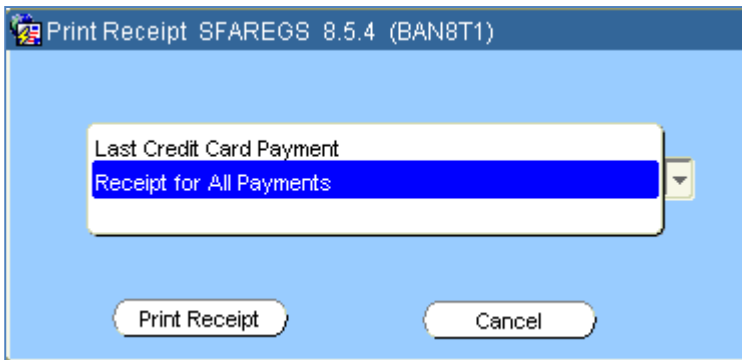 Print Receipt SFAREGS 8.5.4 (BAN8T1)
Last Credit Card Payment
Receipt for All Payments
Print Receipt
Cancel